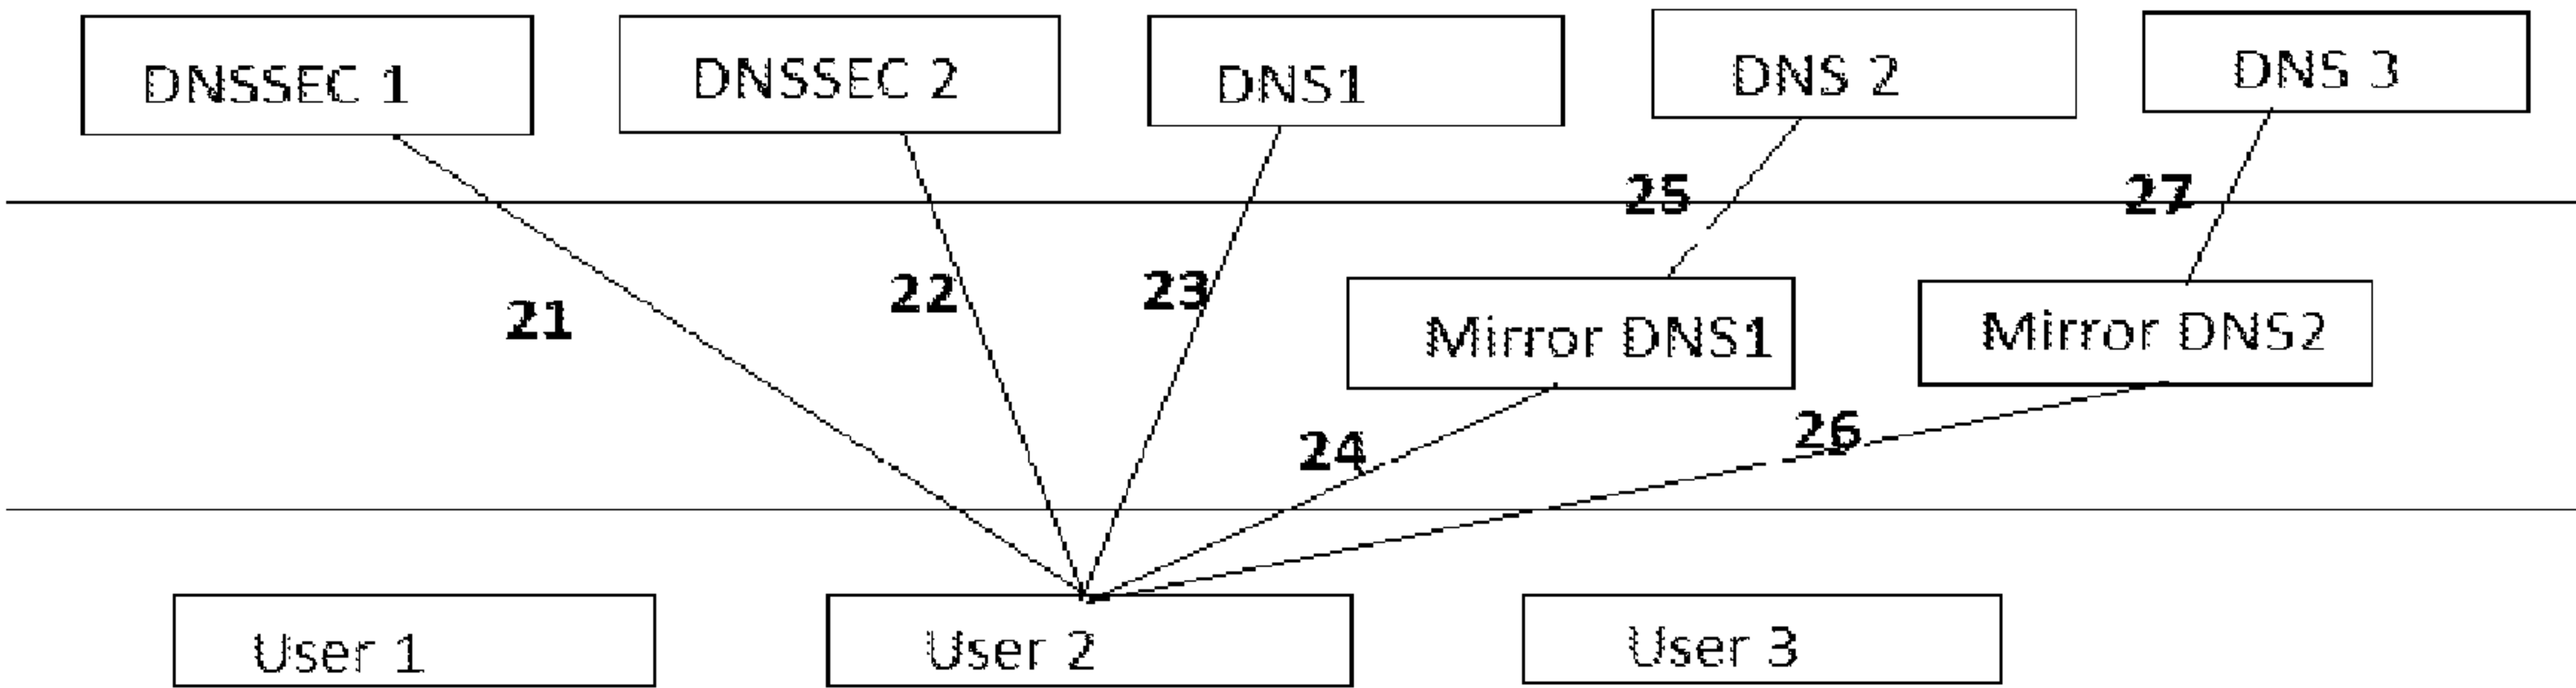 DNSSEC 1
DNSSEC 2
DNS1
DNS 2
DNS 3
25
27
21
22
23
Mirror DNS1
Mirror DNS2
24
26
User 1
User 2
User 3